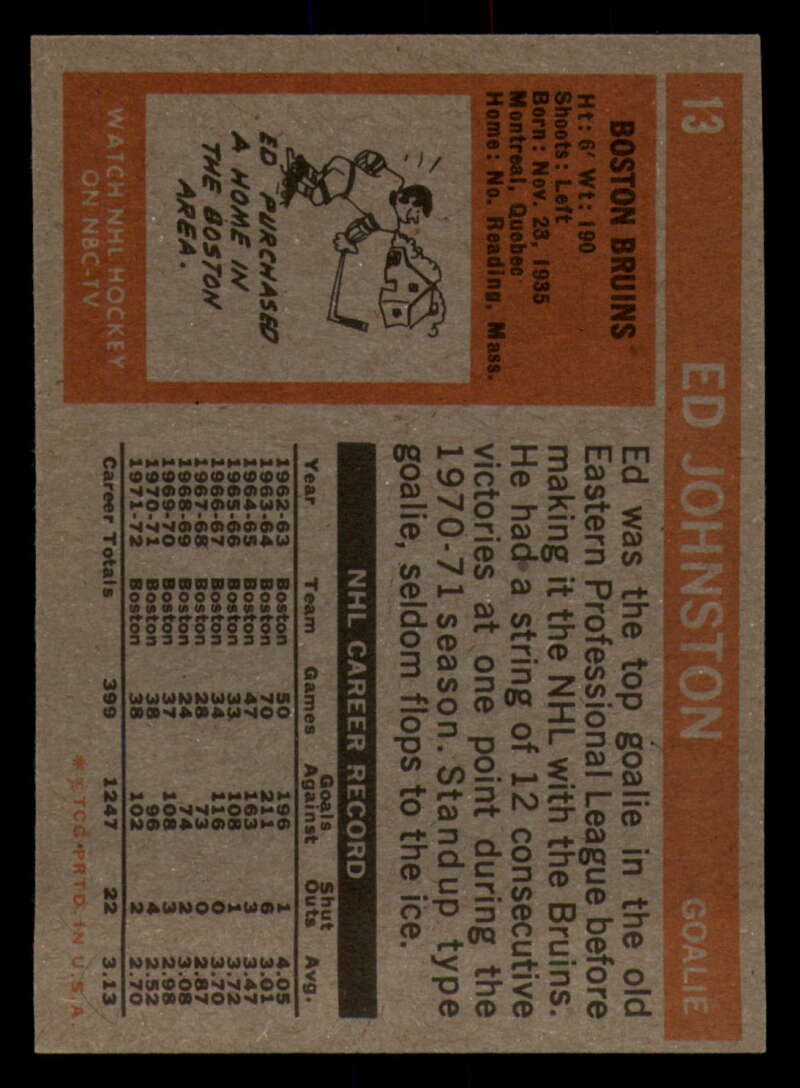 13 ED JOHNSTON GOALIE
BOSTON BRUINS
Ht: 6' Wt: 190
Shoots: Left
Born: Nov. 23, 1935
Montreal, Quebec
Home: No. Reading, Mass.
ED PURCHASED
A HOME IN
THE BOSTON
AREA.
WATCH NHL HOCKEY
ON NBC-TV
Ed was the top goalie in the old
Eastern Professional League before
making it the NHL with the Bruins.
He had a string of 12 consecutive
victories at one point during the
1970-71 season. Standup type
goalie, seldom flops to the ice.
NHL CAREER RECORD
Year Team Games Goals Against Shut Outs Avg.
1962-63 Boston 50 196 1 4.05
1963-64 Boston 70 211 6 3.01
1964-65 Boston 47 163 3 3.47
1965-66 Boston 33 108 1 3.72
1966-67 Boston 34 116 0 3.70
1967-68 Boston 28 73 0 2.87
1968-69 Boston 24 74 2 3.08
1969-70 Boston 37 108 3 2.98
1970-71 Boston 38 96 4 2.52
1971-72 Boston 38 102 2 2.70
Career Totals 399 1247 22 3.13
* © T.C.G. PRTD. IN U.S.A